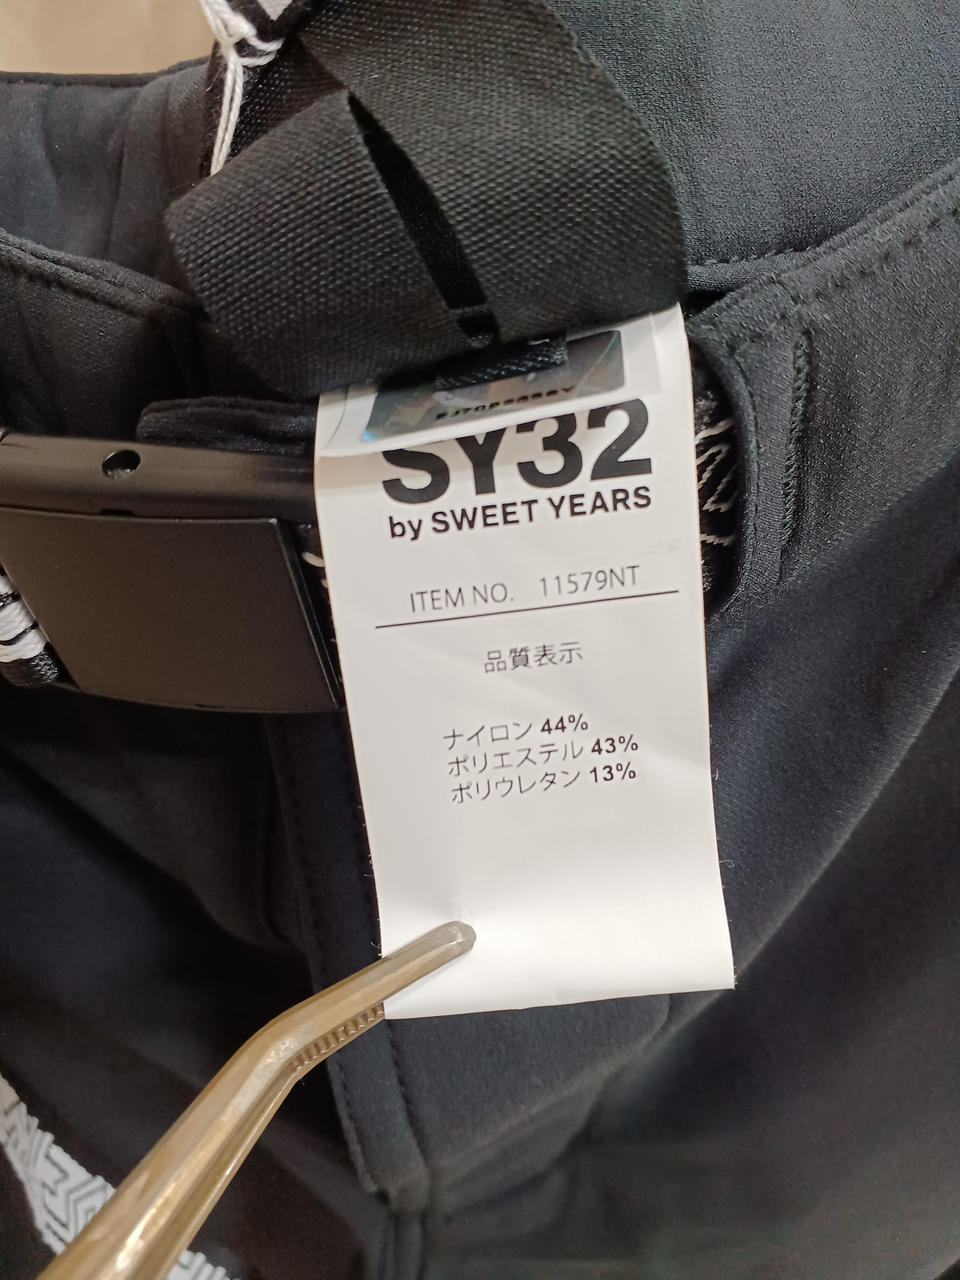 SY32
by SWEET YEARS
ITEM NO. 11579NT
品質表示
ナイロン 44%
ポリエステル 43%
ポリウレタン 13%